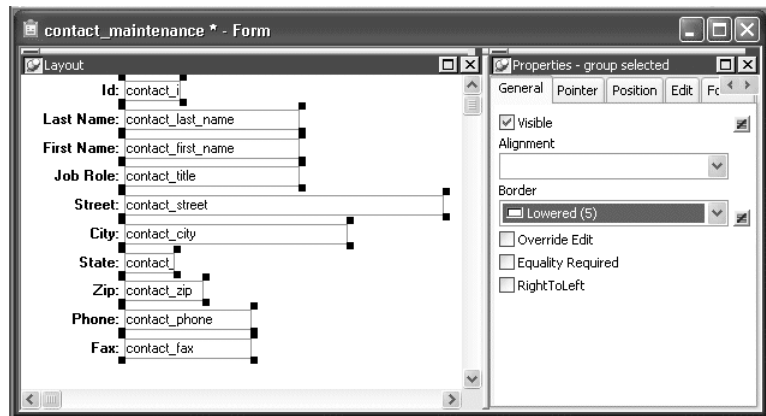 contact_maintenance * - Form
Layout
Id: contact_i
Last Name: contact_last_name
First Name: contact_first_name
Job Role: contact_title
Street: contact_street
City: contact_city
State: contact_
Zip: contact_zip
Phone: contact_phone
Fax: contact_fax
Properties - group selected
General Pointer Position Edit Fo
Visible
Alignment
Border
Lowered (5)
Override Edit
Equality Required
RightToLeft